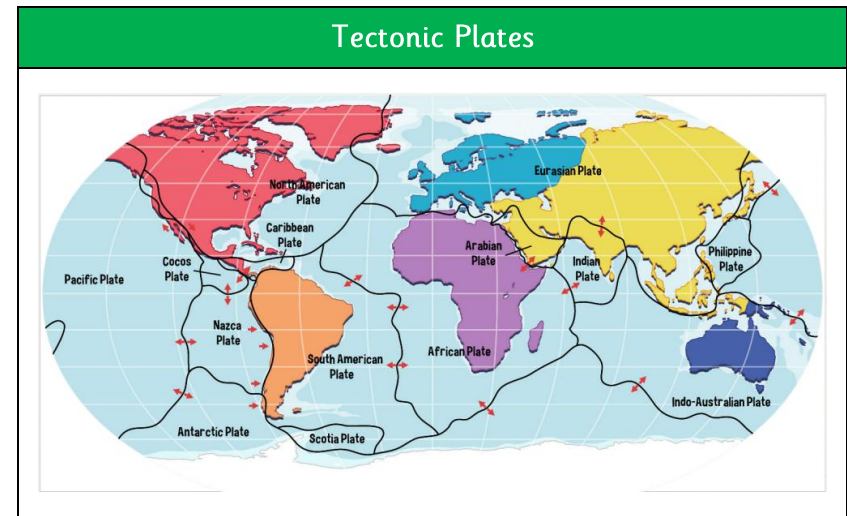 Tectonic Plates
North American
Plate
Eurasian Plate
Caribbean
Plate
Arabian
Plate
Cocos
Plate
Indian
Plate
Philippine
Plate
Pacific Plate
Nazca
Plate
South American
Plate
African Plate
Indo-Australian Plate
Antarctic Plate
Scotia Plate